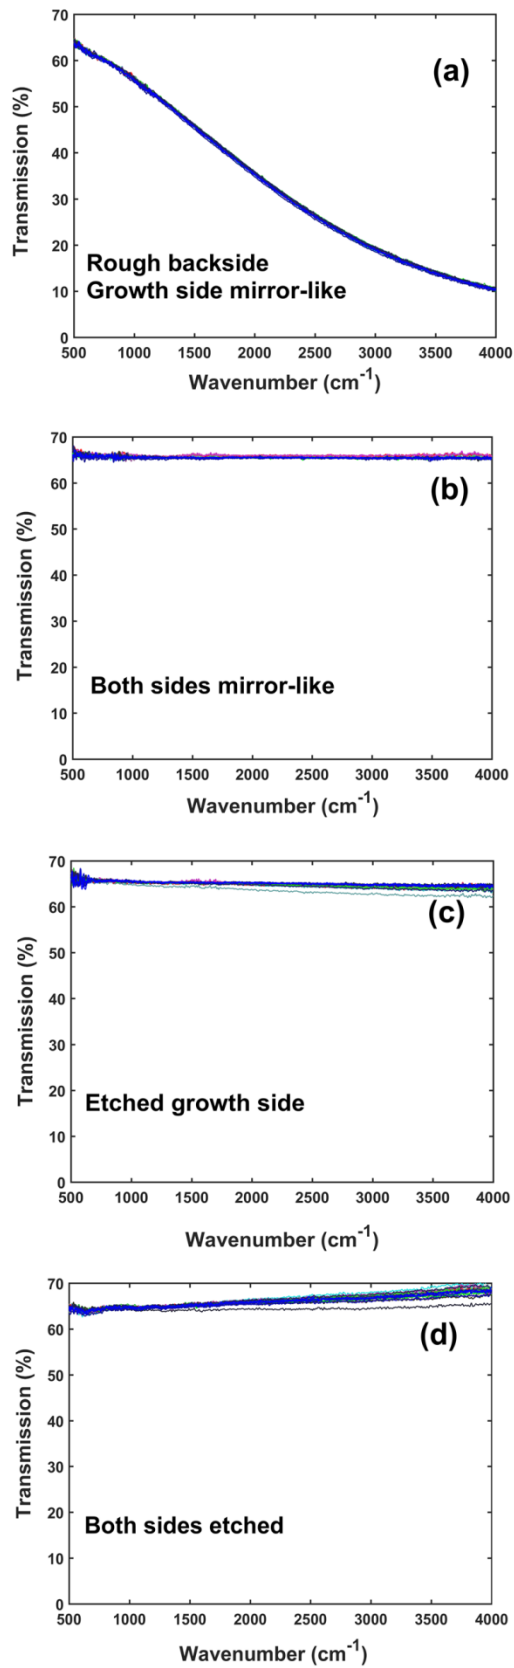 70
60
50
40
30
20
10
0
Transmission (%)
(a)
Rough backside
Growth side mirror-like
500 1000 1500 2000 2500 3000 3500 4000
Wavenumber (cm⁻¹)
70
60
50
40
30
20
10
0
Transmission (%)
(b)
Both sides mirror-like
500 1000 1500 2000 2500 3000 3500 4000
Wavenumber (cm⁻¹)
70
60
50
40
30
20
10
0
Transmission (%)
(c)
Etched growth side
500 1000 1500 2000 2500 3000 3500 4000
Wavenumber (cm⁻¹)
70
60
50
40
30
20
10
0
Transmission (%)
(d)
Both sides etched
500 1000 1500 2000 2500 3000 3500 4000
Wavenumber (cm⁻¹)